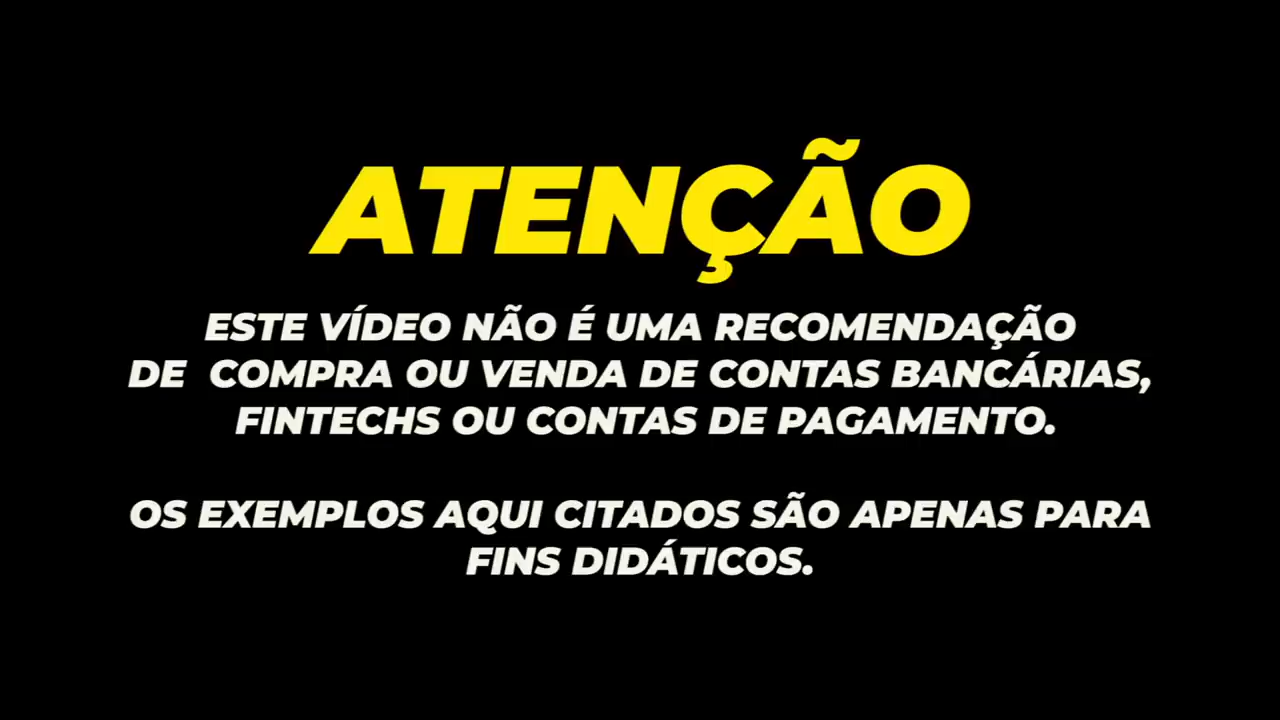 ATENÇÃO
ESTE VÍDEO NÃO É UMA RECOMENDAÇÃO
DE COMPRA OU VENDA DE CONTAS BANCÁRIAS,
FINTECHS OU CONTAS DE PAGAMENTO.
OS EXEMPLOS AQUI CITADOS SÃO APENAS PARA
FINS DIDÁTICOS.